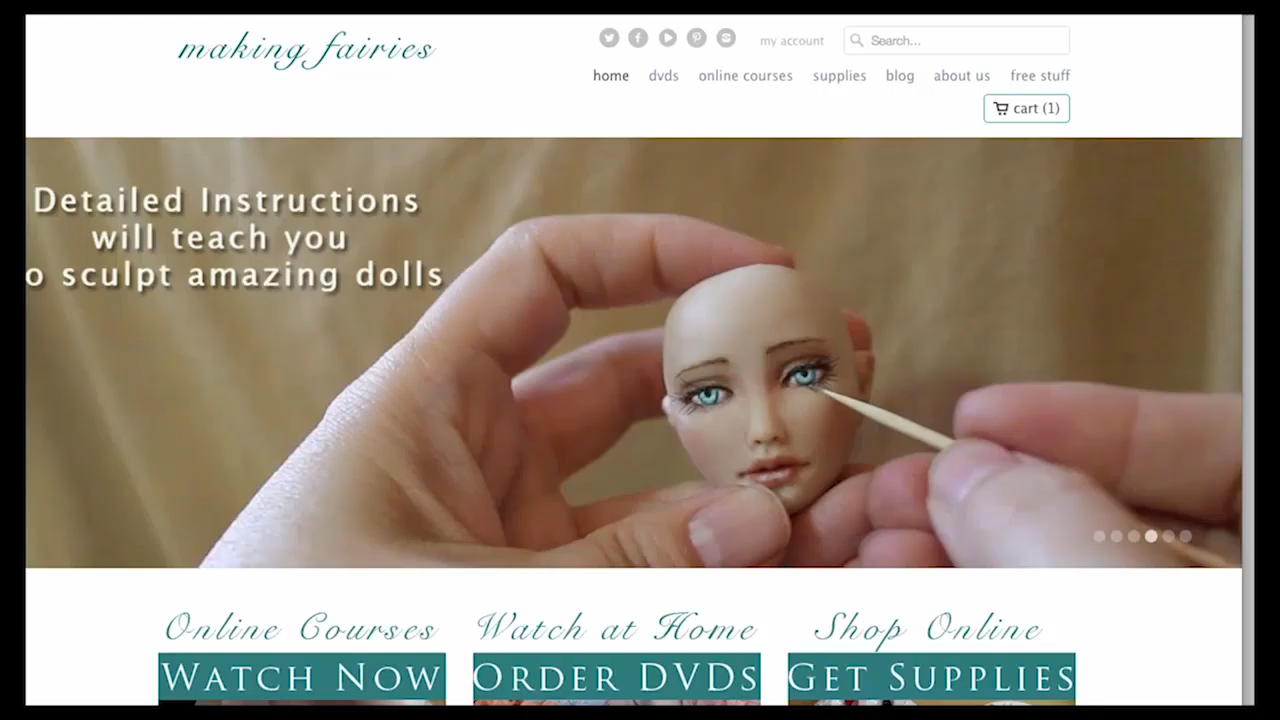 making fairies
my account
Search...
home dvds online courses supplies blog about us free stuff
cart (1)
Detailed Instructions
will teach you
o sculpt amazing dolls
Online Courses Watch at Home Shop Online
WATCH NOW ORDER DVDS GET SUPPLIES